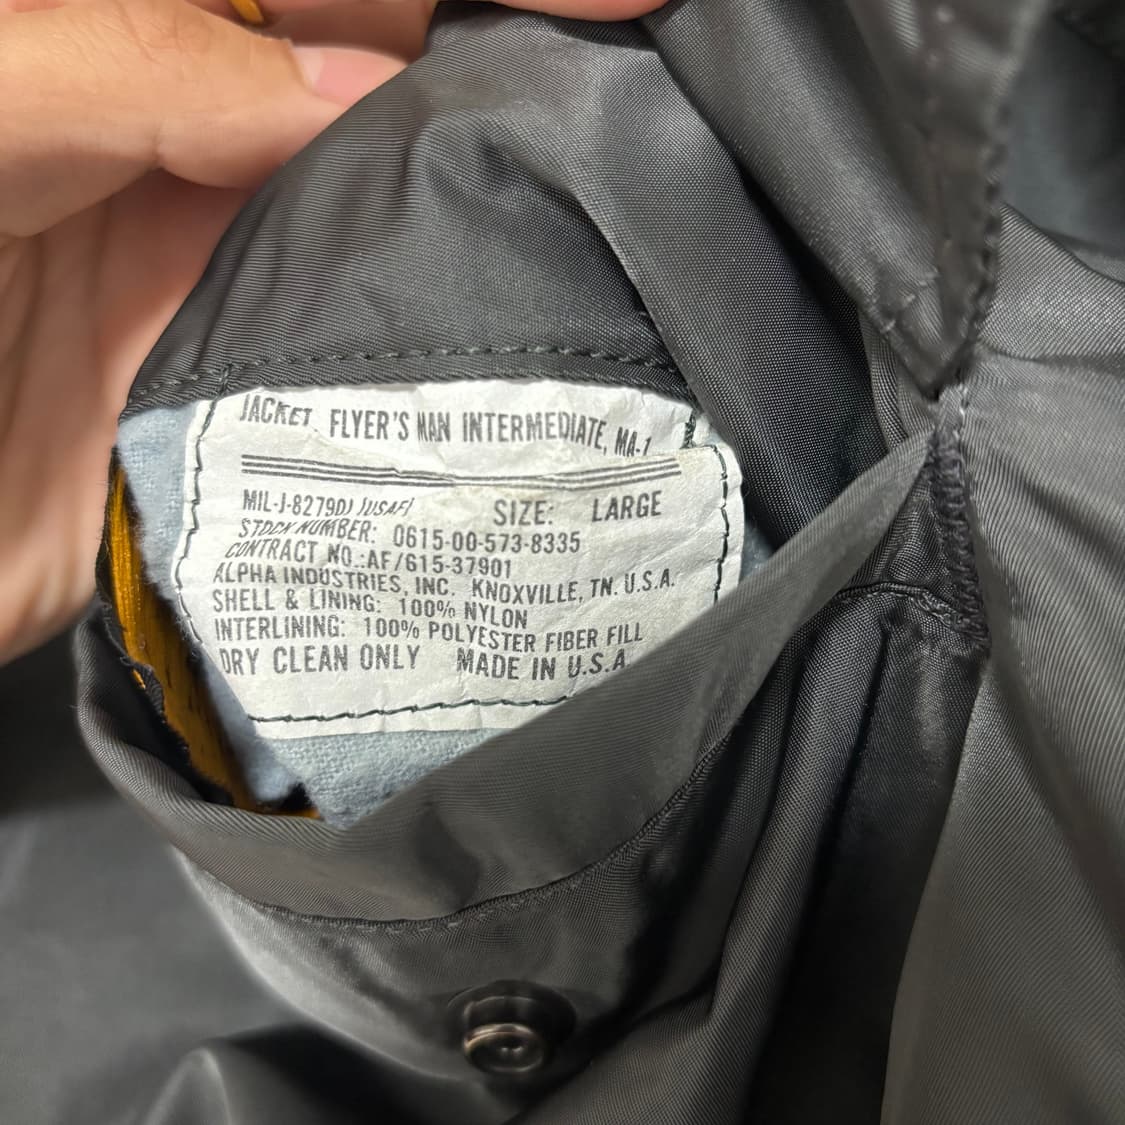 JACKET, FLYER'S MAN INTERMEDIATE, MA-1
MIL-J-8279DJ (USAF) SIZE: LARGE
STOCK NUMBER: 0615-00-573-8335
CONTRACT NO.:AF/615-37901
ALPHA INDUSTRIES, INC. KNOXVILLE, TN. U.S.A.
SHELL & LINING: 100% NYLON
INTERLINING: 100% POLYESTER FIBER FILL
DRY CLEAN ONLY MADE IN U.S.A